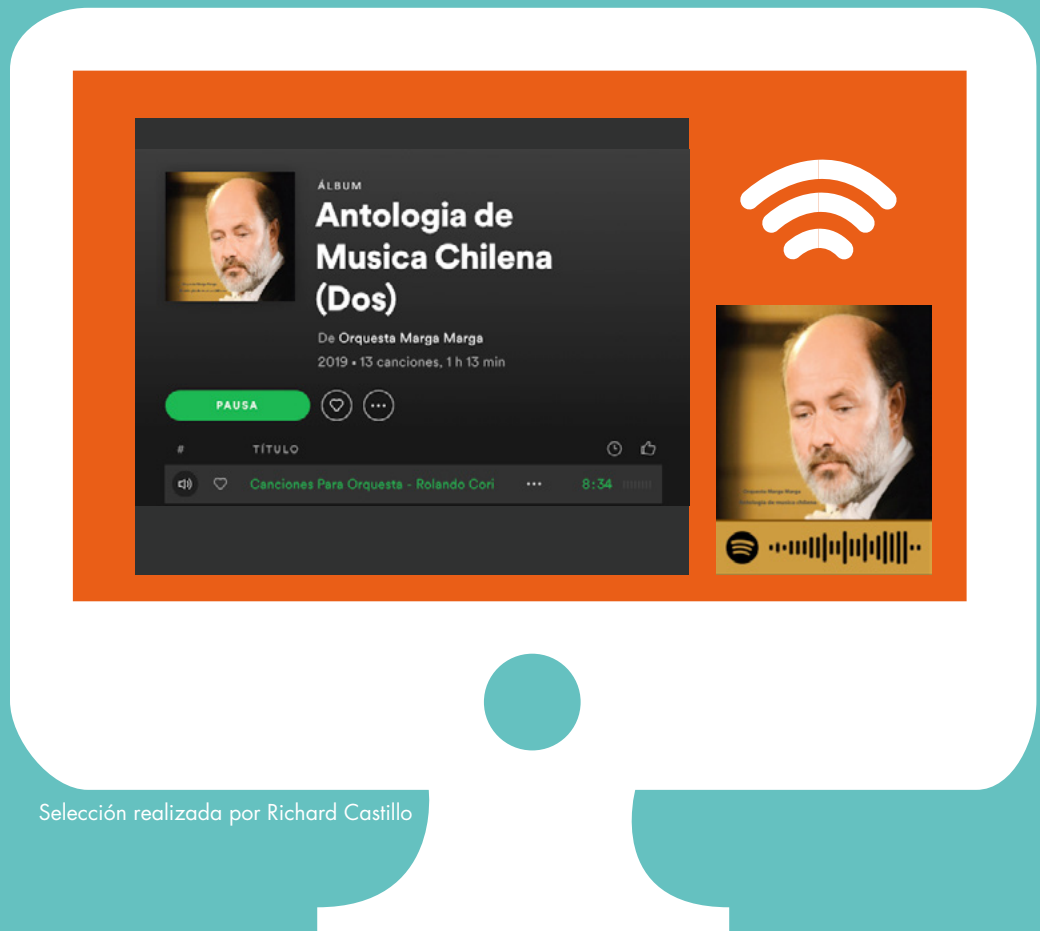 ÁLBUM
Antologia de
Musica Chilena
(Dos)
De Orquesta Marga Marga
2019 • 13 canciones, 1 h 13 min
PAUSA
# TÍTULO
Canciones Para Orquesta - Rolando Cori ••• 8:34
Orquesta Marga Marga
Antología de musica chilena
Selección realizada por Richard Castillo